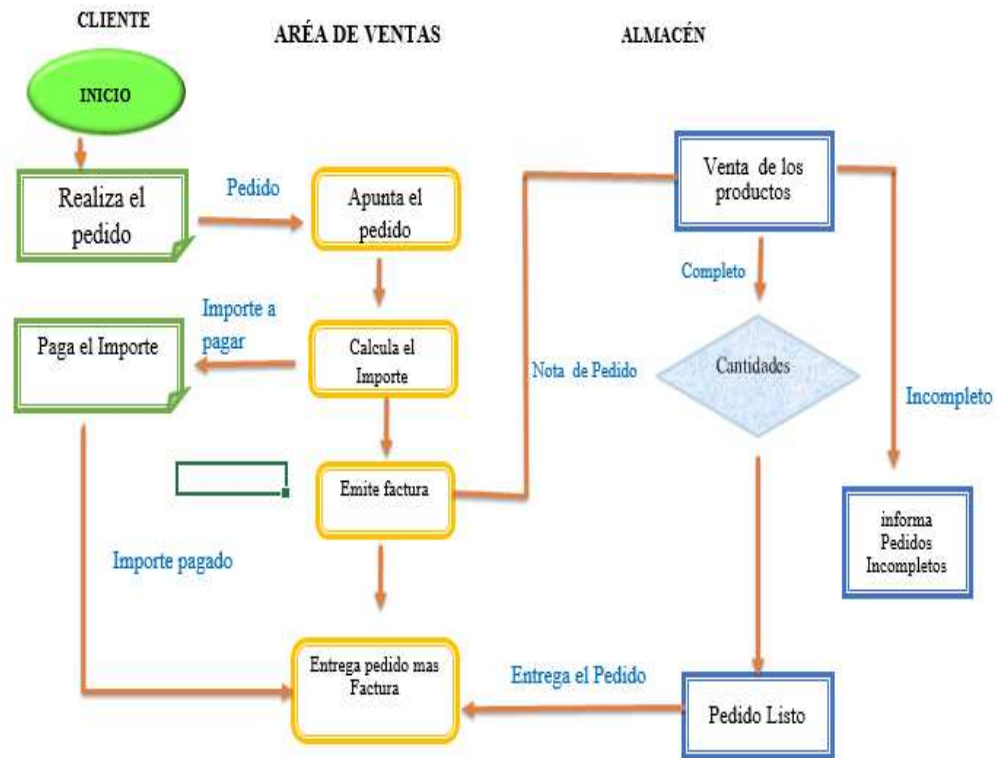 CLIENTE
ARÉA DE VENTAS
ALMACÉN
INICIO
Realiza el
pedido
Pedido
Apunta el
pedido
Venta de los
productos
Completo
Importe a
pagar
Paga el Importe
Calcula el
Importe
Nota de Pedido
Cantidades
Incompleto
Emite factura
informa
Pedidos
Incompletos
Importe pagado
Entrega pedido mas
Factura
Entrega el Pedido
Pedido Listo